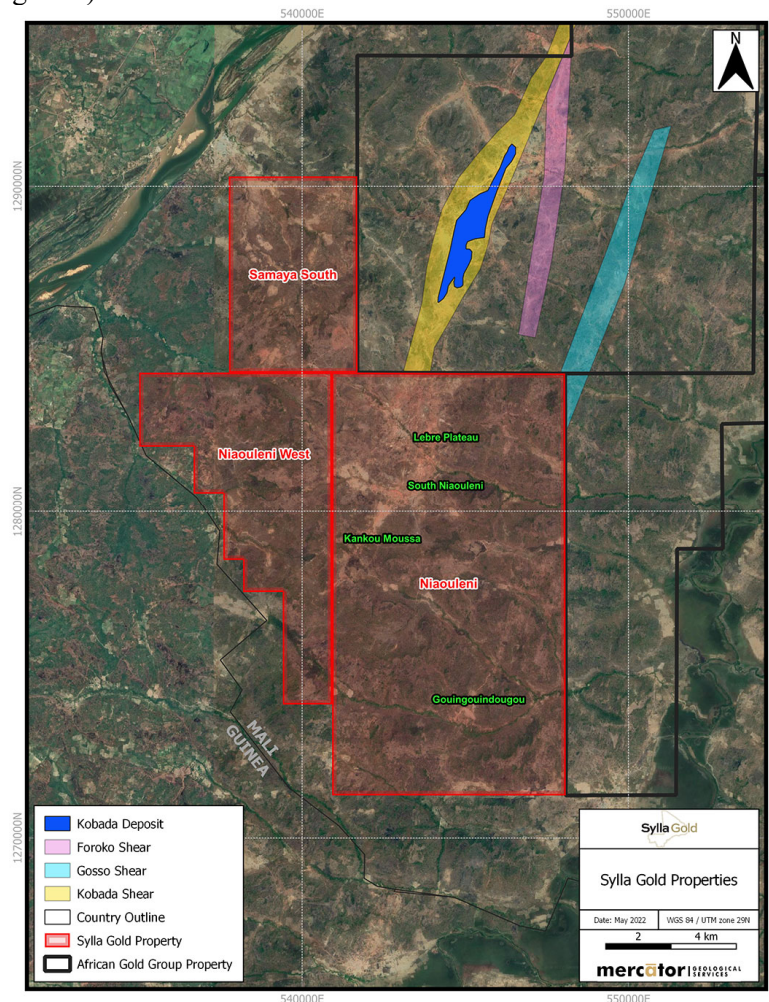 540000E
550000E
N
1290000N
Samaya South
Lebre Plateau
Niaouleni West
South Niaouleni
1280000N
Kankou Moussa
Niaouleni
Gouingouindougou
MALI
GUINEA
1270000N
Kobada Deposit
Foroko Shear
Gosso Shear
Kobada Shear
Country Outline
Sylla Gold Property
African Gold Group Property
Sylla Gold
Sylla Gold Properties
Date: May 2022
WGS 84 / UTM zone 29N
2 4 km
mercātor GEOLOGICAL SERVICES
540000E
550000E